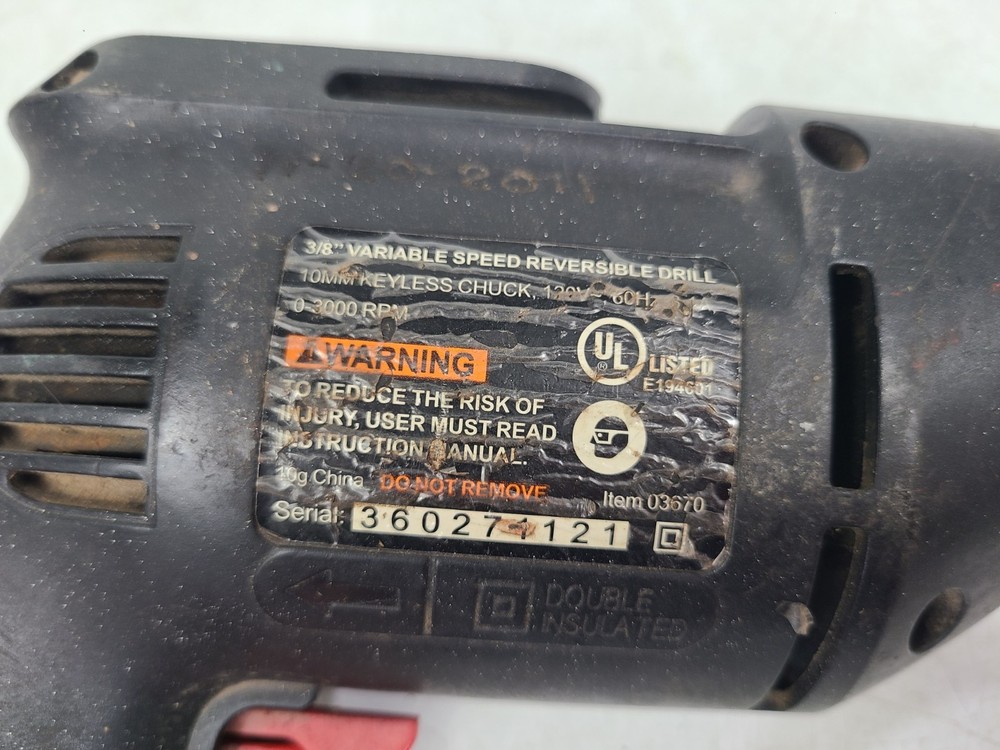 3/8" VARIABLE SPEED REVERSIBLE DRILL
10MM KEYLESS CHUCK, 120V~ 60Hz
0-3000 RPM
WARNING
UL
®
LISTED
E194601
TO REDUCE THE RISK OF
INJURY, USER MUST READ
INSTRUCTION MANUAL.
China
DO NOT REMOVE
Item 03670
Serial: 360271121
DOUBLE
INSULATED